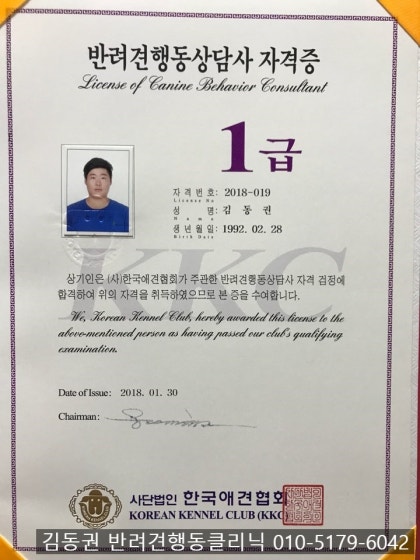 반려견행동상담사 자격증
License of Canine Behavior Consultant
1급
자격번호: 2018-019
License No
성 명: 김 동 권
Name
생년월일: 1992. 02. 28
Birth Date
KKC
상기인은 (사)한국애견협회가 주관한 반려견행동상담사 자격 검정에
합격하여 위의 자격을 취득하였으므로 본 증을 수여합니다.
We, Korean Kennel Club, hereby awarded this license to the
above-mentioned person as having passed our club's qualifying
examination.
Date of Issue: 2018. 01. 30
Chairman:
사단법인 한국애견협회
KOREAN KENNEL CLUB (KKC)
김동권 반려견행동클리닉 010-5179-6042